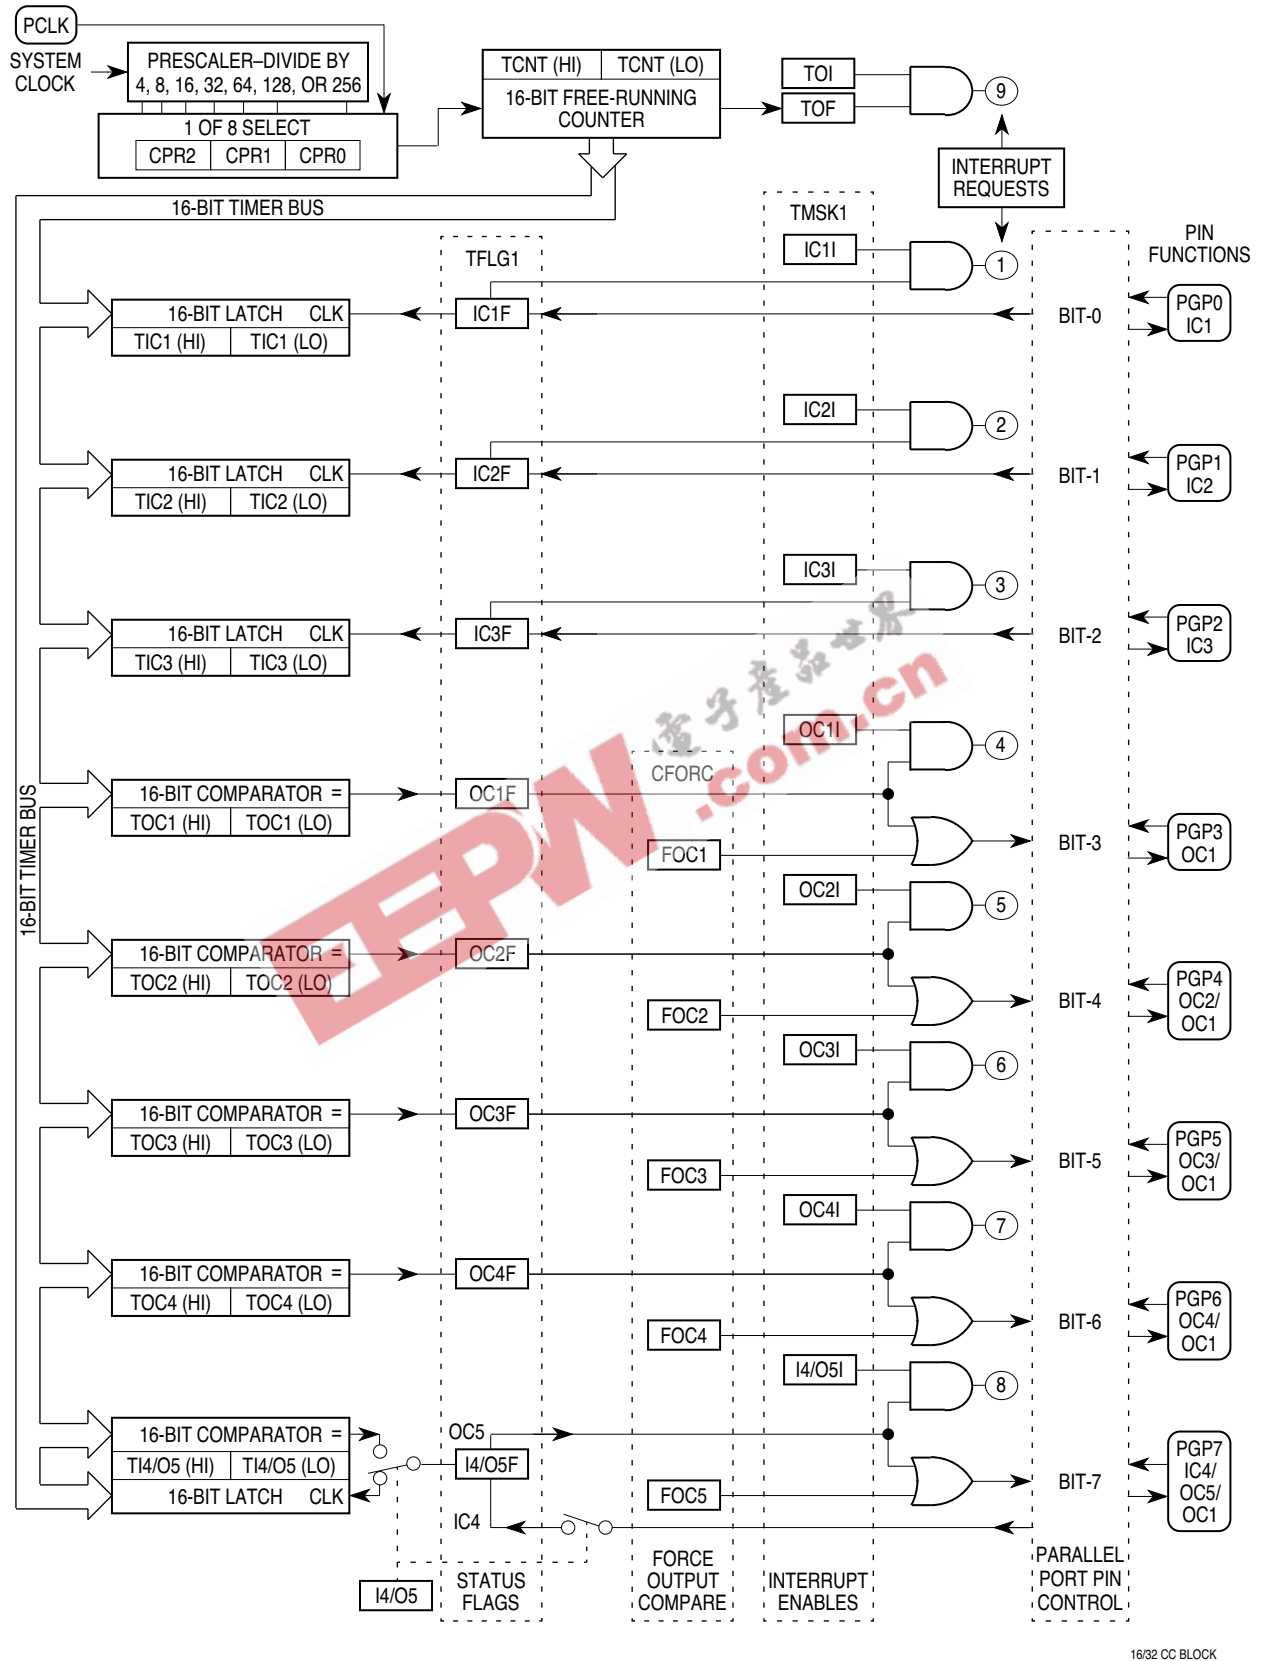 PCLK
SYSTEM
CLOCK
PRESCALER–DIVIDE BY
4, 8, 16, 32, 64, 128, OR 256
1 OF 8 SELECT
CPR2 CPR1 CPR0
TCNT (HI) TCNT (LO)
16-BIT FREE-RUNNING
COUNTER
TOI
TOF
9
INTERRUPT
REQUESTS
16-BIT TIMER BUS
16-BIT TIMER BUS
TFLG1
TMSK1
PIN
FUNCTIONS
IC1I
1
16-BIT LATCH CLK
TIC1 (HI) TIC1 (LO)
IC1F
BIT-0
PGP0
IC1
IC2I
2
16-BIT LATCH CLK
TIC2 (HI) TIC2 (LO)
IC2F
BIT-1
PGP1
IC2
IC3I
3
16-BIT LATCH CLK
TIC3 (HI) TIC3 (LO)
IC3F
BIT-2
PGP2
IC3
電子產品世界
EEPW
.com.cn
OC1I
4
CFORC
16-BIT COMPARATOR =
TOC1 (HI) TOC1 (LO)
OC1F
FOC1
BIT-3
PGP3
OC1
OC2I
5
16-BIT COMPARATOR =
TOC2 (HI) TOC2 (LO)
OC2F
FOC2
BIT-4
PGP4
OC2/
OC1
OC3I
6
16-BIT COMPARATOR =
TOC3 (HI) TOC3 (LO)
OC3F
FOC3
BIT-5
PGP5
OC3/
OC1
OC4I
7
16-BIT COMPARATOR =
TOC4 (HI) TOC4 (LO)
OC4F
FOC4
BIT-6
PGP6
OC4/
OC1
I4/O5I
8
16-BIT COMPARATOR =
TI4/O5 (HI) TI4/O5 (LO)
16-BIT LATCH CLK
OC5
I4/O5F
IC4
FOC5
BIT-7
PGP7
IC4/
OC5/
OC1
I4/O5
STATUS
FLAGS
FORCE
OUTPUT
COMPARE
INTERRUPT
ENABLES
PARALLEL
PORT PIN
CONTROL
16/32 CC BLOCK